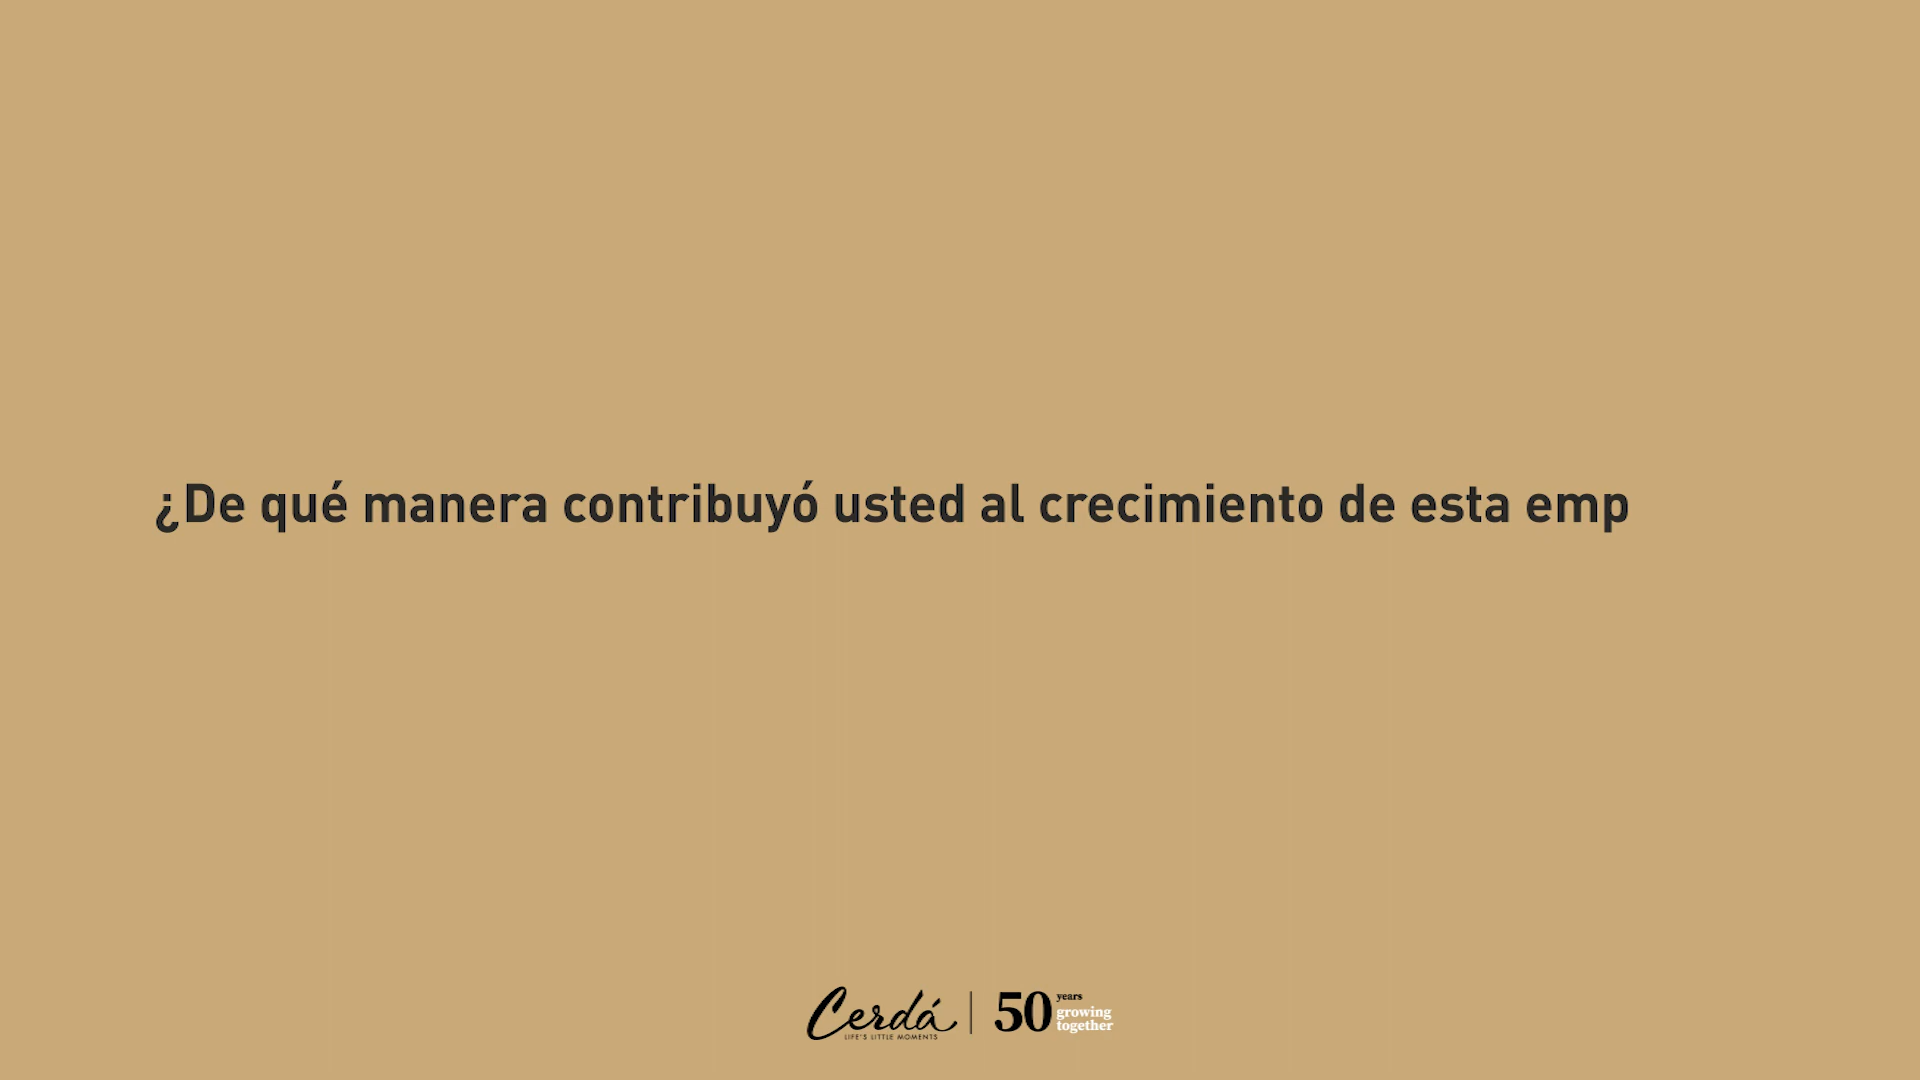 ¿De qué manera contribuyó usted al crecimiento de esta emp
Cerdá
LIFE'S LITTLE MOMENTS
50 years
growing
together